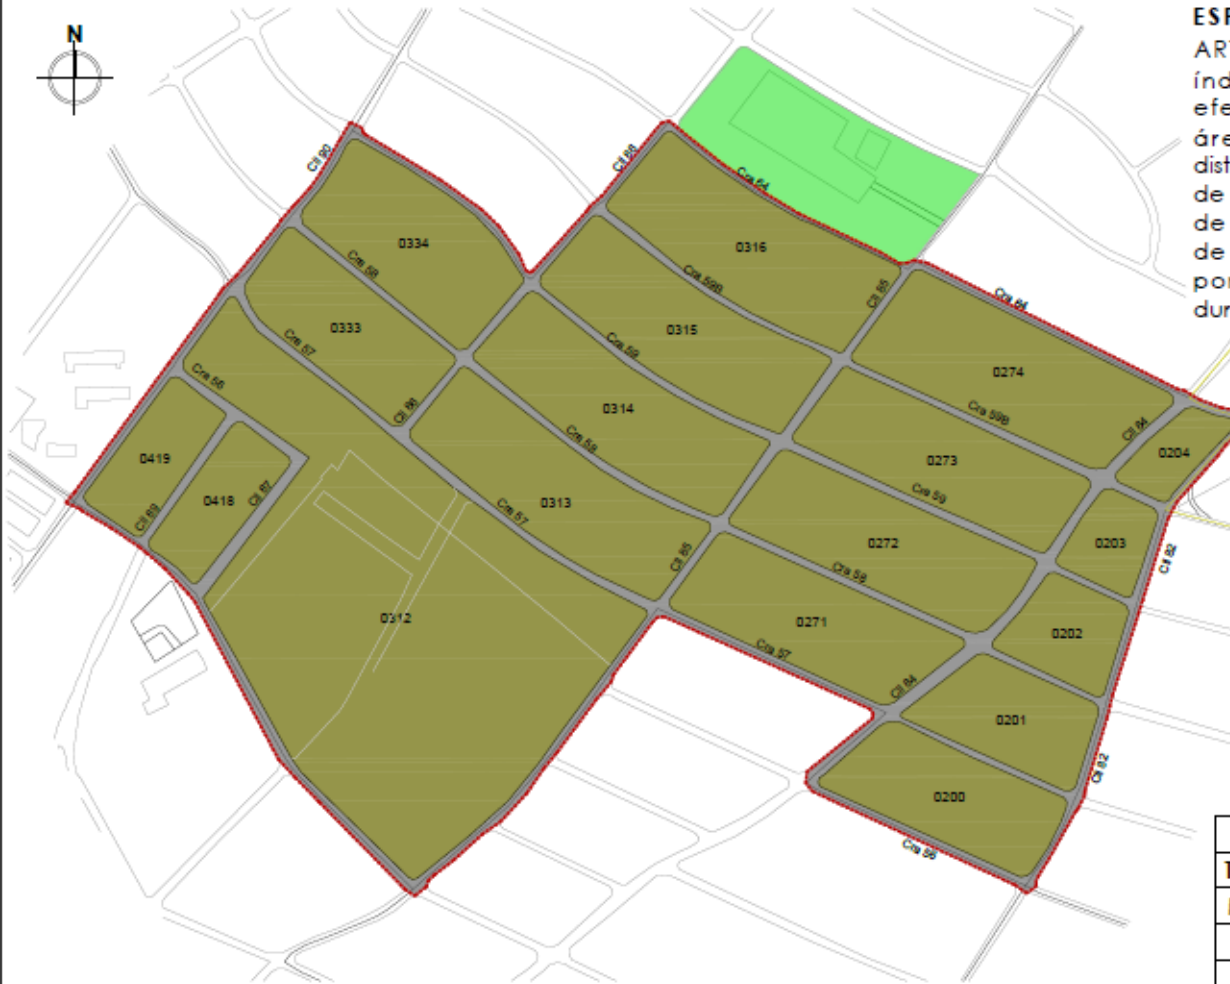 N
ESP
AR
índ
efe
áre
dist
de
de
de
por
dur
Cll 90
Cll 88
Cra 64
0334
0316
Cra 58
Cra 59B
Cll 85
Cra 64
0333
0315
Cra 57
Cra 59
0274
Cra 56
0314
Cra 59B
Cll 86
Cll 84
Cra 58
0204
0419
0273
0418
Cll 87
0313
Cra 59
Cll 89
Cra 57
0272
0203
Cll 85
Cll 82
Cra 58
0312
0271
0202
Cra 57
Cll 84
0201
Cll 82
0200
Cra 56